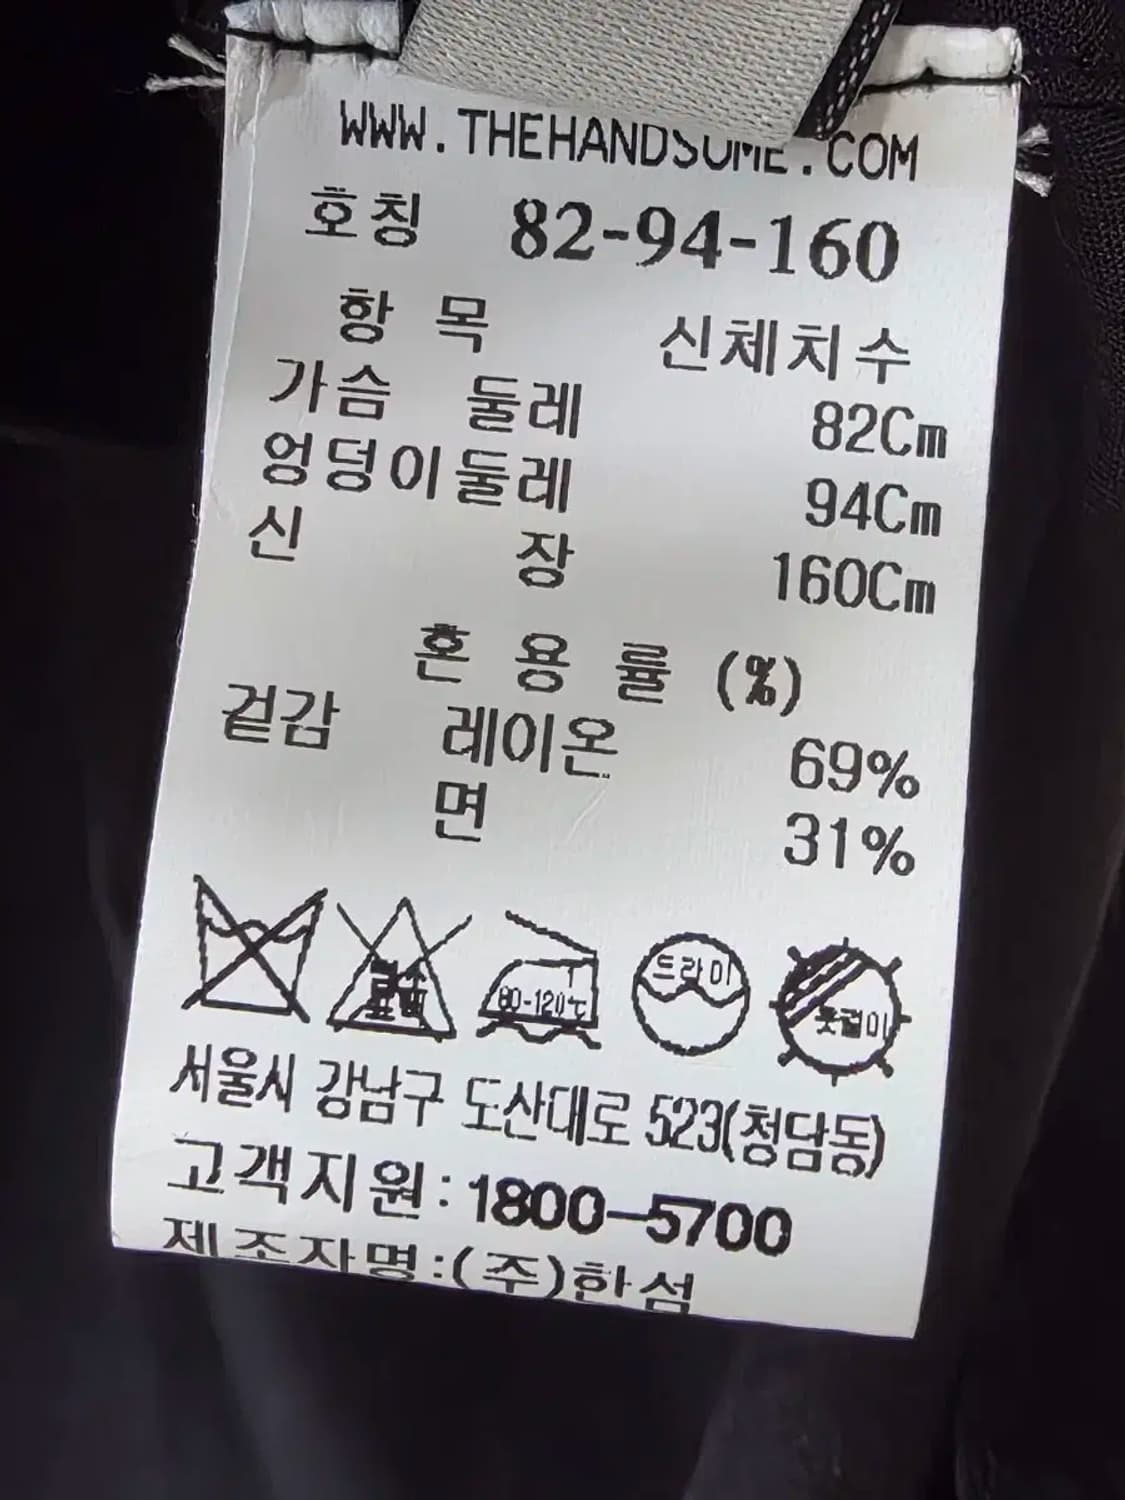 WWW.THEHANDSOME.COM
호칭 82-94-160
항 목 신체치수
가슴 둘레 82Cm
엉덩이둘레 94Cm
신 장 160Cm
혼 용 률 (%)
겉감 레이온 69%
면 31%
80-120℃ 드라이 옷걸이
서울시 강남구 도산대로 523(청담동)
고객지원:1800-5700
제조자명:(주)한섬